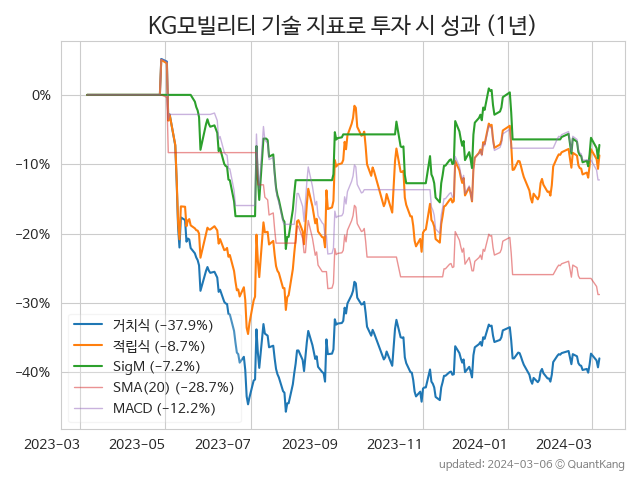 KG모빌리티 기술 지표로 투자 시 성과 (1년)
0%
−10%
−20%
−30%
−40%
거치식 (−37.9%)
적립식 (−8.7%)
SigM (−7.2%)
SMA(20) (−28.7%)
MACD (−12.2%)
2023−03 2023−05 2023−07 2023−09 2023−11 2024−01 2024−03
updated: 2024−03−06 ⓒ QuantKang